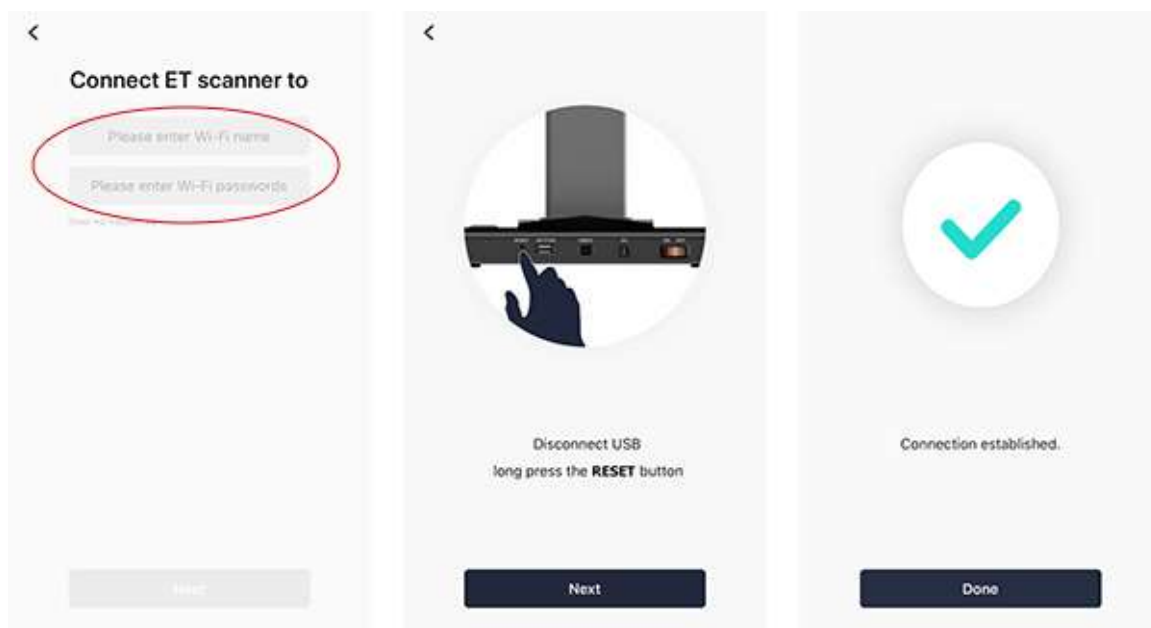 Connect ET scanner to
Please enter Wi-Fi name
Please enter Wi-Fi passwords
Next
Disconnect USB
long press the RESET button
Next
Connection established.
Done